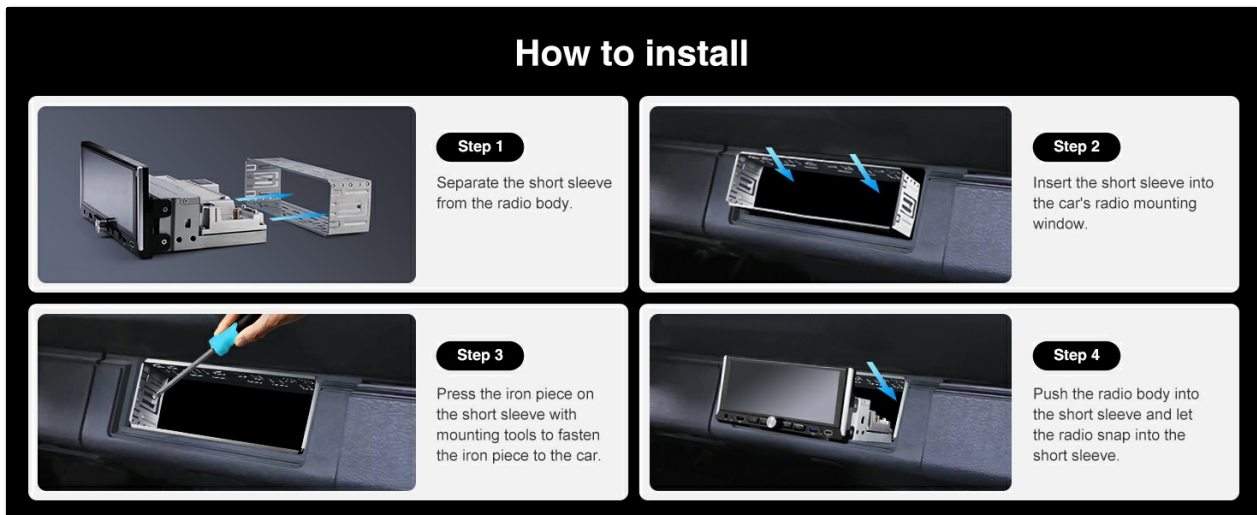 How to install
Step 1
Separate the short sleeve
from the radio body.
Step 2
Insert the short sleeve into
the car's radio mounting
window.
Step 3
Press the iron piece on
the short sleeve with
mounting tools to fasten
the iron piece to the car.
Step 4
Push the radio body into
the short sleeve and let
the radio snap into the
short sleeve.